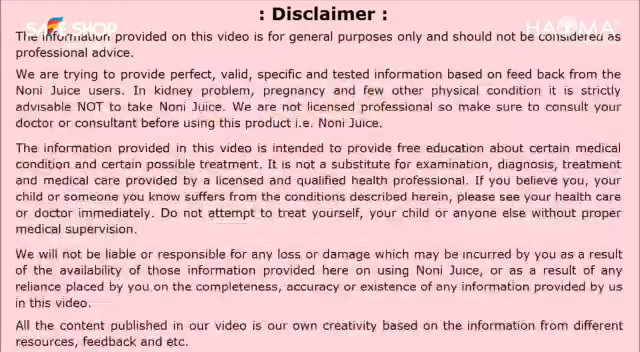 : Disclaimer :
SAFE SHOP
HAOMA
The information provided on this video is for general purposes only and should not be considered as
professional advice.
We are trying to provide perfect, valid, specific and tested information based on feed back from the
Noni Juice users. In kidney problem, pregnancy and few other physical condition it is strictly
advisable NOT to take Noni Juice. We are not licensed professional so make sure to consult your
doctor or consultant before using this product i.e. Noni Juice.
The information provided in this video is intended to provide free education about certain medical
condition and certain possible treatment. It is not a substitute for examination, diagnosis, treatment
and medical care provided by a licensed and qualified health professional. If you believe you, your
child or someone you know suffers from the conditions described herein, please see your health care
or doctor immediately. Do not attempt to treat yourself, your child or anyone else without proper
medical supervision.
We will not be liable or responsible for any loss or damage which may be incurred by you as a result
of the availability of those information provided here on using Noni Juice, or as a result of any
reliance placed by you on the completeness, accuracy or existence of any information provided by us
in this video.
All the content published in our video is our own creativity based on the information from different
resources, feedback and etc.